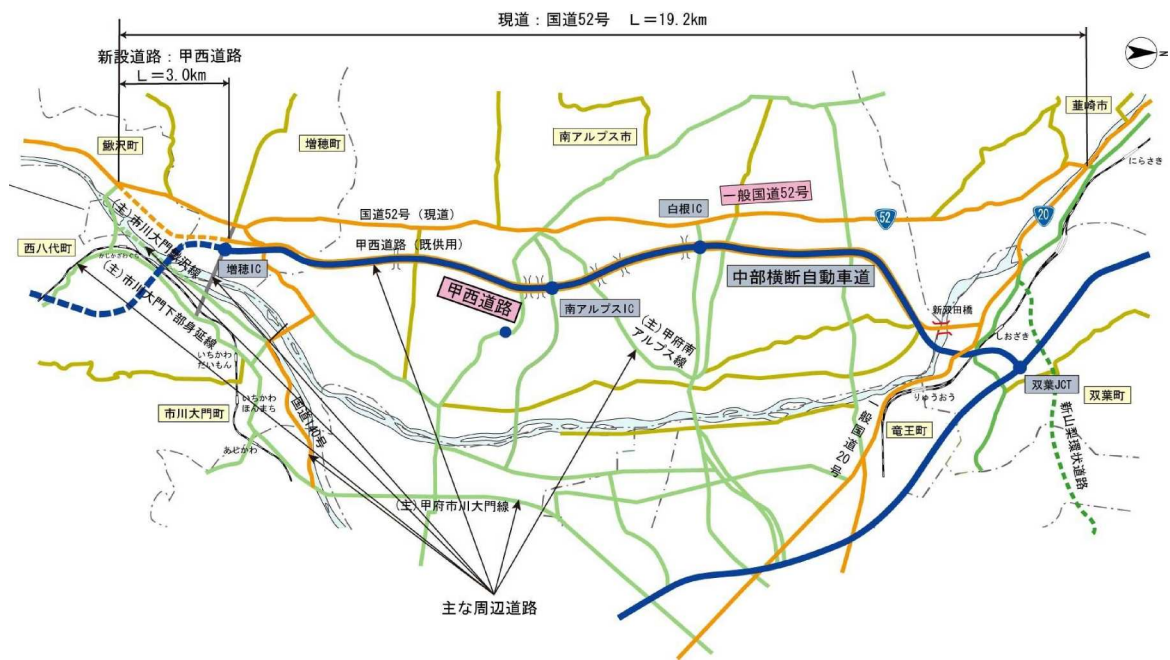 現道：国道52号　L＝19.2km
新設道路：甲西道路
L＝3.0km
N
鰍沢町
増穂町
南アルプス市
韮崎市
にらさき
白根IC
一般国道52号
国道52号（現道）
52
20
甲西道路（既供用）
(主)市川大門鰍沢線
西八代町
かじかざわぐち
増穂IC
(主)市川大門下部身延線
中部横断自動車道
甲西道路
南アルプスIC
(主)甲府南
アルプス線
新双田橋
しおざき
いちかわ
だいもん
いちかわ
ほんまち
国道140号
市川大門町
あじかわ
りゅうおう
双葉JCT
双葉町
竜王町
一般国道20号
新山梨環状道路
(主)甲府市川大門線
主な周辺道路